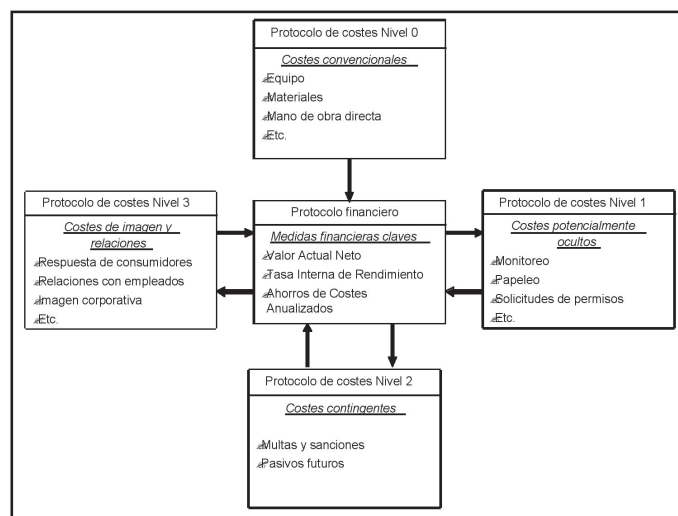 Protocolo de costes Nivel 0
Costes convencionales
Equipo
Materiales
Mano de obra directa
Etc.
Protocolo de costes Nivel 3
Costes de imagen y
relaciones
Respuesta de consumidores
Relaciones con empleados
Imagen corporativa
Etc.
Protocolo financiero
Medidas financieras claves
Valor Actual Neto
Tasa Interna de Rendimiento
Ahorros de Costes
Anualizados
Protocolo de costes Nivel 1
Costes potencialmente
ocultos
Monitoreo
Papeleo
Solicitudes de permisos
Etc.
Protocolo de costes Nivel 2
Costes contingentes
Multas y sanciones
Pasivos futuros